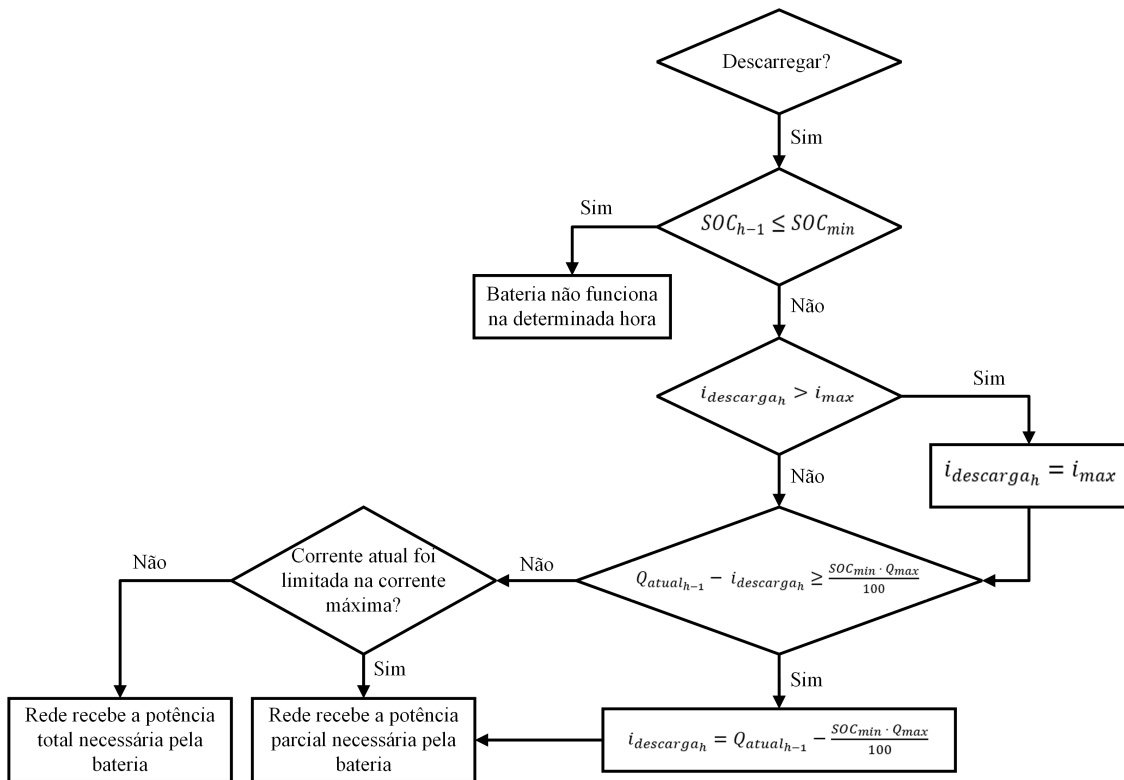 Descarregar?
Sim
Sim
SOC_{h−1} ≤ SOC_{min}
Bateria não funciona
na determinada hora
Não
i_{descarga_h} > i_{max}
Sim
i_{descarga_h} = i_{max}
Não
Corrente atual foi
limitada na corrente
máxima?
Não
Não
Q_{atual_{h−1}} − i_{descarga_h} ≥ \frac{SOC_{min} · Q_{max}}{100}
Sim
Sim
Rede recebe a potência
total necessária pela
bateria
Rede recebe a potência
parcial necessária pela
bateria
i_{descarga_h} = Q_{atual_{h−1}} − \frac{SOC_{min} · Q_{max}}{100}